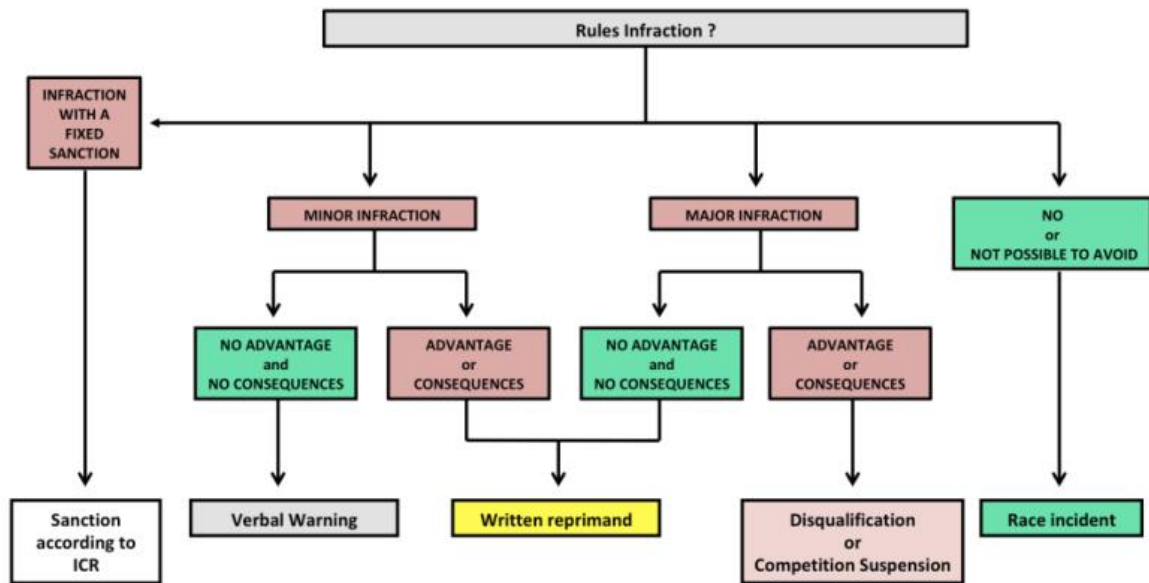 Rules Infraction ?
INFRACTION
WITH A
FIXED
SANCTION
MINOR INFRACTION
MAJOR INFRACTION
NO
or
NOT POSSIBLE TO AVOID
NO ADVANTAGE
and
NO CONSEQUENCES
ADVANTAGE
or
CONSEQUENCES
NO ADVANTAGE
and
NO CONSEQUENCES
ADVANTAGE
or
CONSEQUENCES
Sanction
according to
ICR
Verbal Warning
Written reprimand
Disqualification
or
Competition Suspension
Race incident